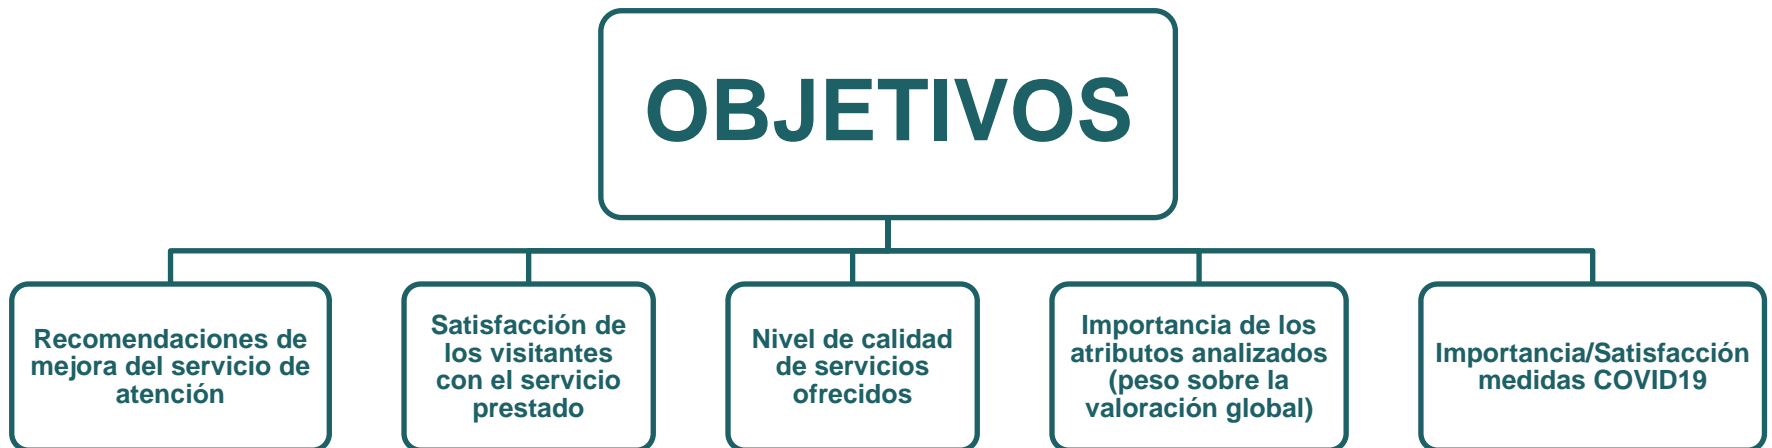 OBJETIVOS
Recomendaciones de
mejora del servicio de
atención
Satisfacción de
los visitantes
con el servicio
prestado
Nivel de calidad
de servicios
ofrecidos
Importancia de los
atributos analizados
(peso sobre la
valoración global)
Importancia/Satisfacción
medidas COVID19